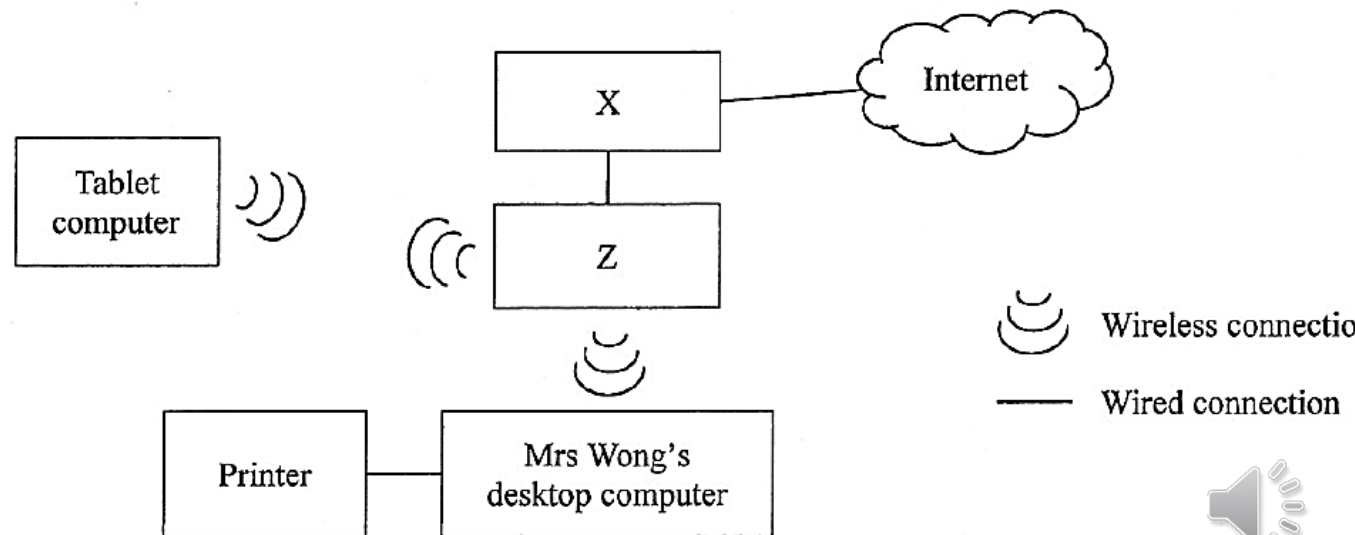 X
Internet
Tablet
computer
Z
Wireless connectio
Wired connection
Printer
Mrs Wong's
desktop computer